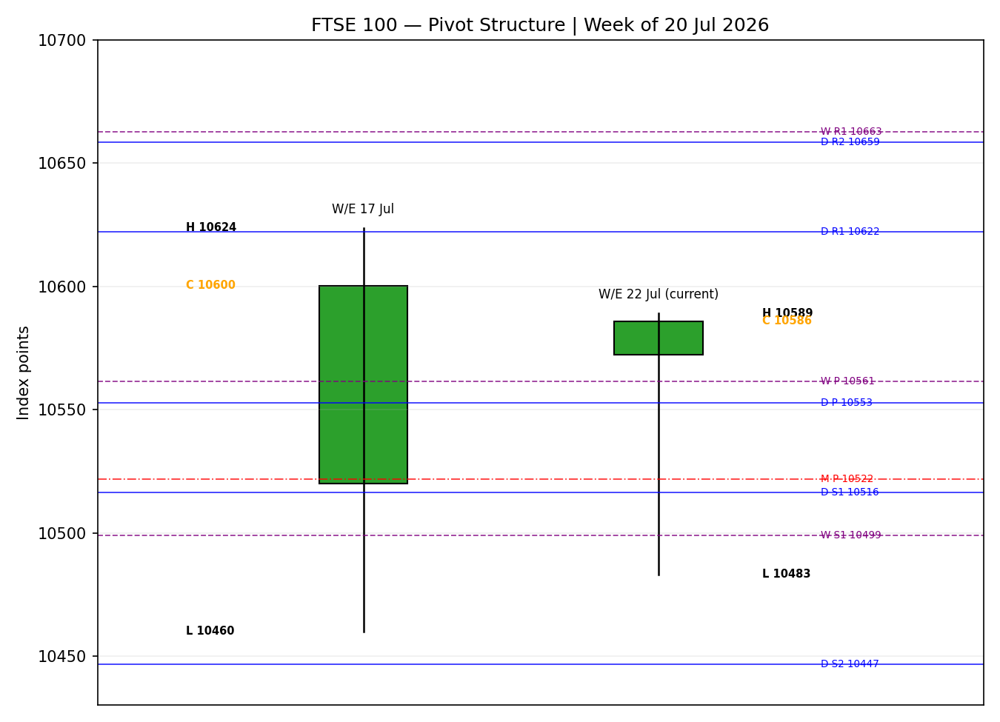 FTSE 100 — Pivot Structure | Week of 20 Jul 2026
Index points
10700
10650
10600
10550
10500
10450
W R1 10663
D R2 10659
W/E 17 Jul
H 10624
D R1 10622
C 10600
W/E 22 Jul (current)
H 10589
C 10586
W P 10561
D P 10553
M P 10522
D S1 10516
W S1 10499
L 10483
L 10460
D S2 10447